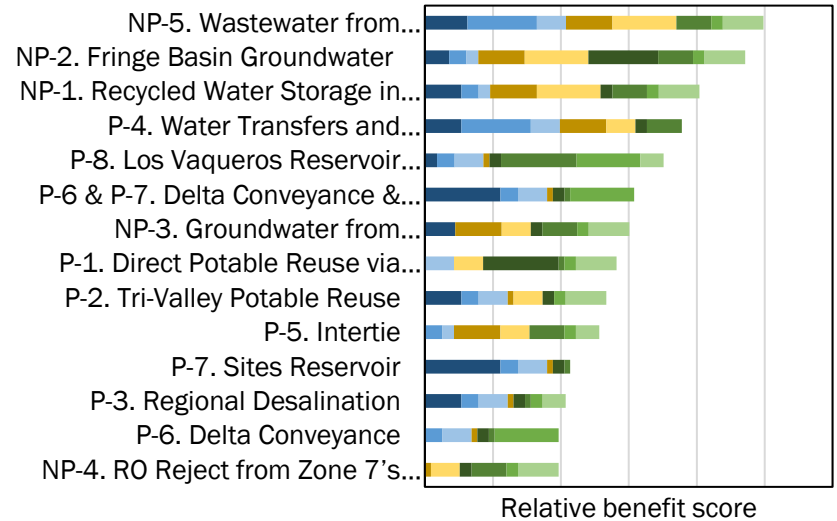 NP-5. Wastewater from...
NP-2. Fringe Basin Groundwater
NP-1. Recycled Water Storage in...
P-4. Water Transfers and...
P-8. Los Vaqueros Reservoir...
P-6 & P-7. Delta Conveyance &...
NP-3. Groundwater from...
P-1. Direct Potable Reuse via...
P-2. Tri-Valley Potable Reuse
P-5. Intertie
P-7. Sites Reservoir
P-3. Regional Desalination
P-6. Delta Conveyance
NP-4. RO Reject from Zone 7’s...
Relative benefit score